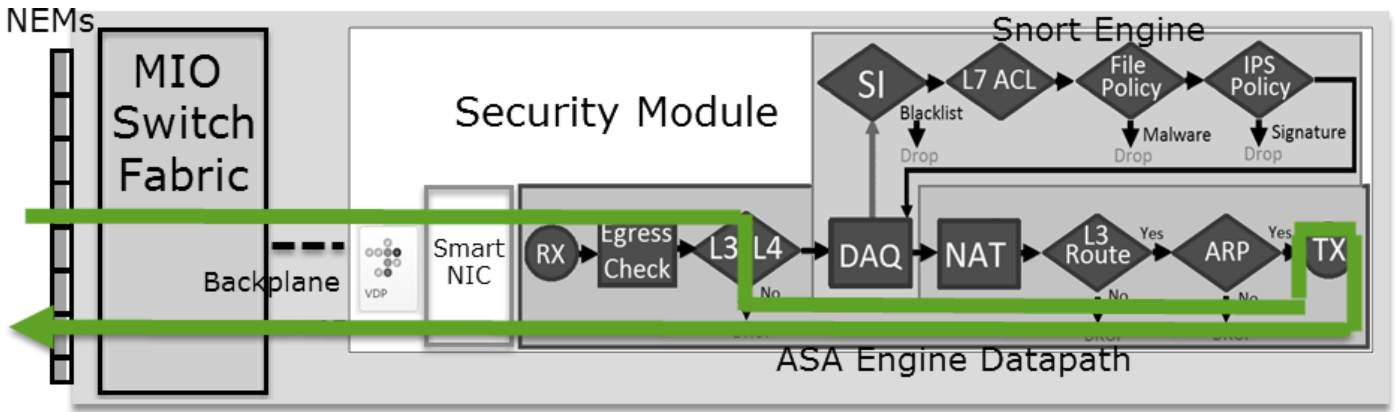 NEMs
MIO
Switch
Fabric
Backplane
Security Module
VDP
Smart
NIC
Snort Engine
SI
L7 ACL
File
Policy
IPS
Policy
Blacklist
Malware
Signature
Drop
Drop
Drop
RX
Egress
Check
L3 L4
No
DAQ
NAT
L3
Route
Yes
No
ARP
Yes
No
TX
ASA Engine Datapath